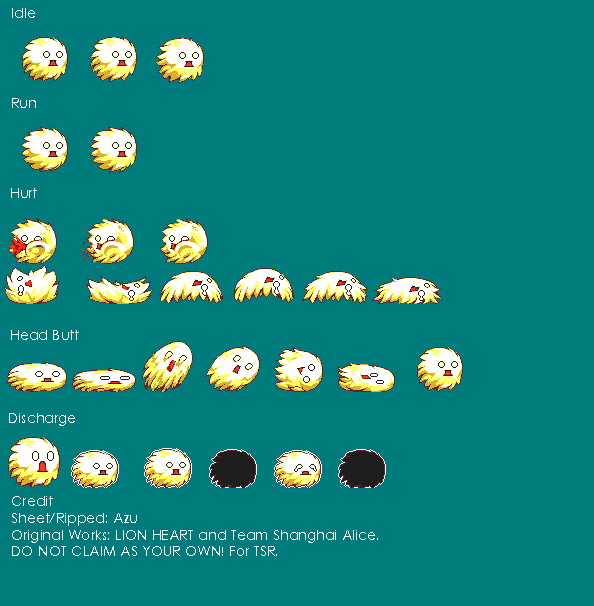 Idle
Run
Hurt
Head Butt
Discharge
Credit
Sheet/Ripped: Azu
Original Works: LION HEART and Team Shanghai Alice.
DO NOT CLAIM AS YOUR OWN! For TSR.